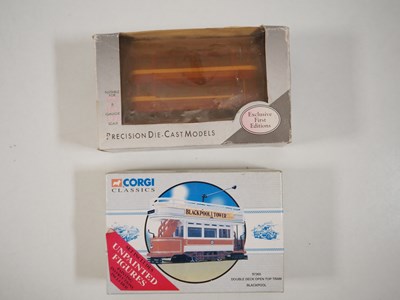 Exclusive
First
Editions
PRECISION DIE-CAST MODELS
CORGI
CLASSICS
BLACKPOOL TOWER
UNPAINTED
FIGURES
DOUBLE DECK OPEN TOP TRAM
BLACKPOOL